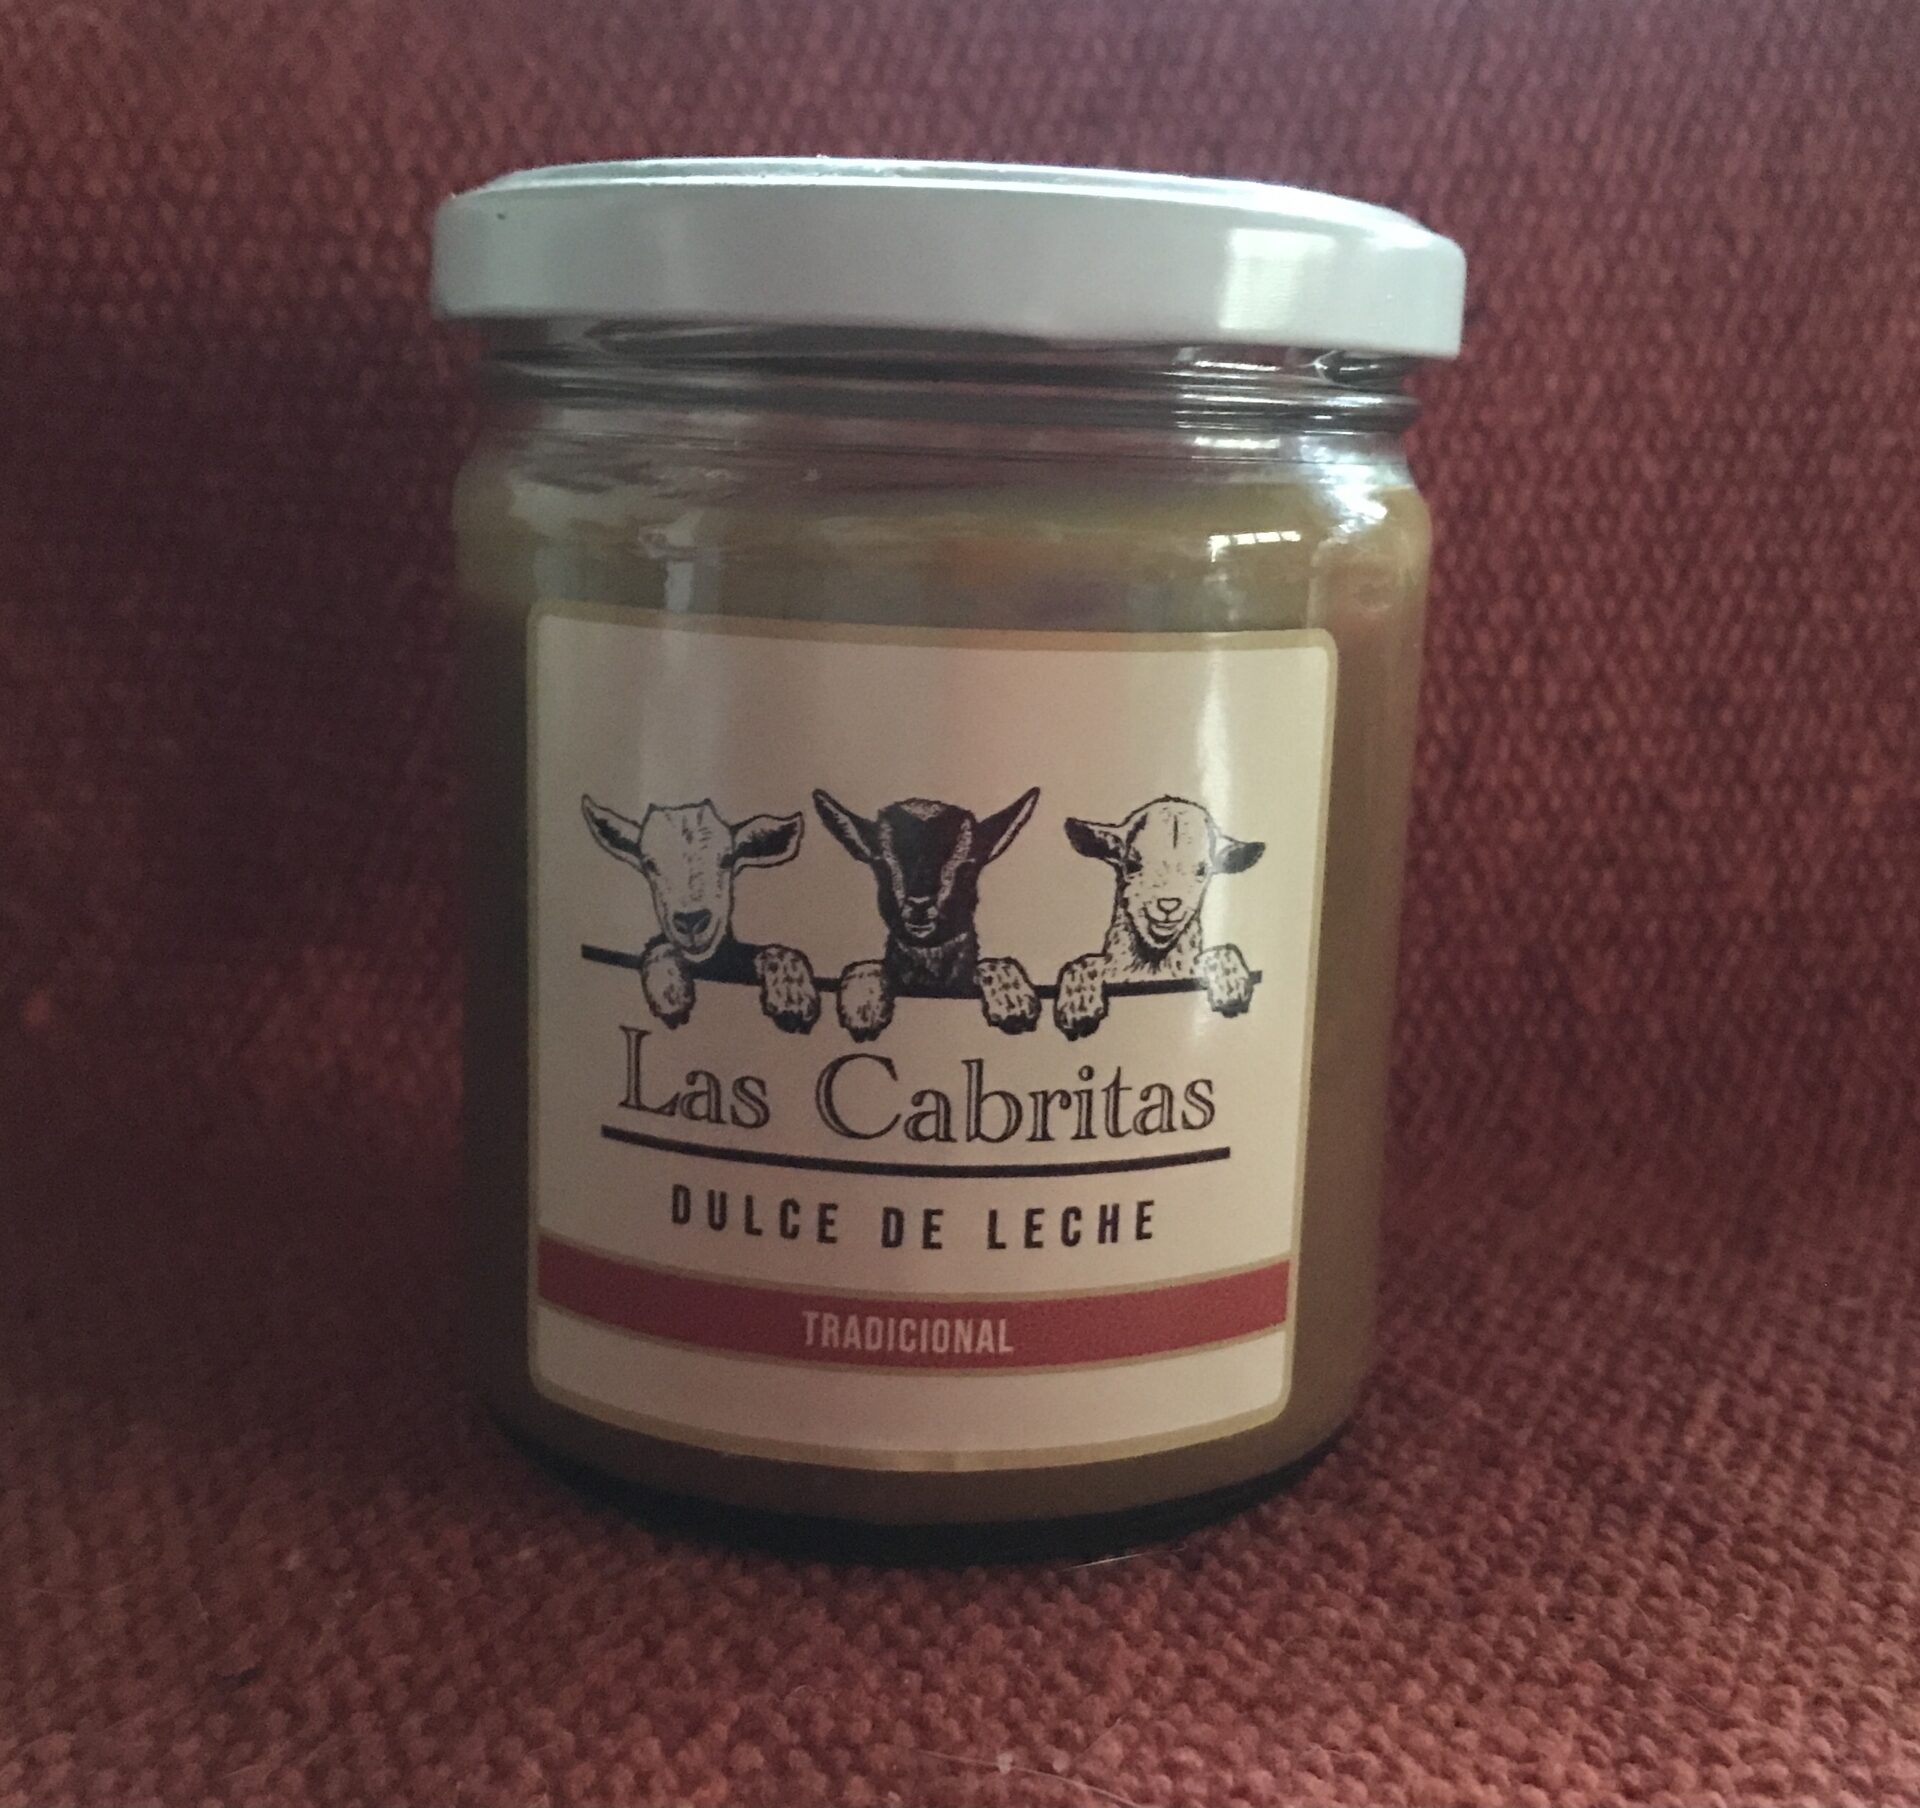 Las Cabritas
DULCE DE LECHE
TRADICIONAL